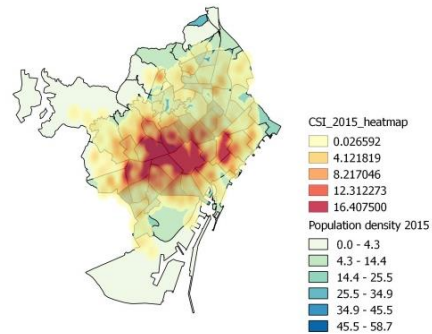 CSI_2015_heatmap
0.026592
4.121819
8.217046
12.312273
16.407500
Population density 2015
0.0 - 4.3
4.3 - 14.4
14.4 - 25.5
25.5 - 34.9
34.9 - 45.5
45.5 - 58.7